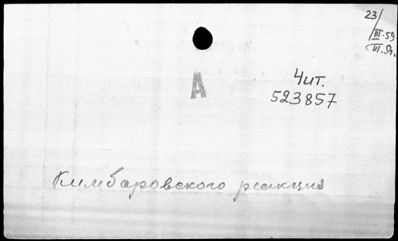 23/III-59
Ш.Я.
А
Чит.
523857
Кимбаровского реакция